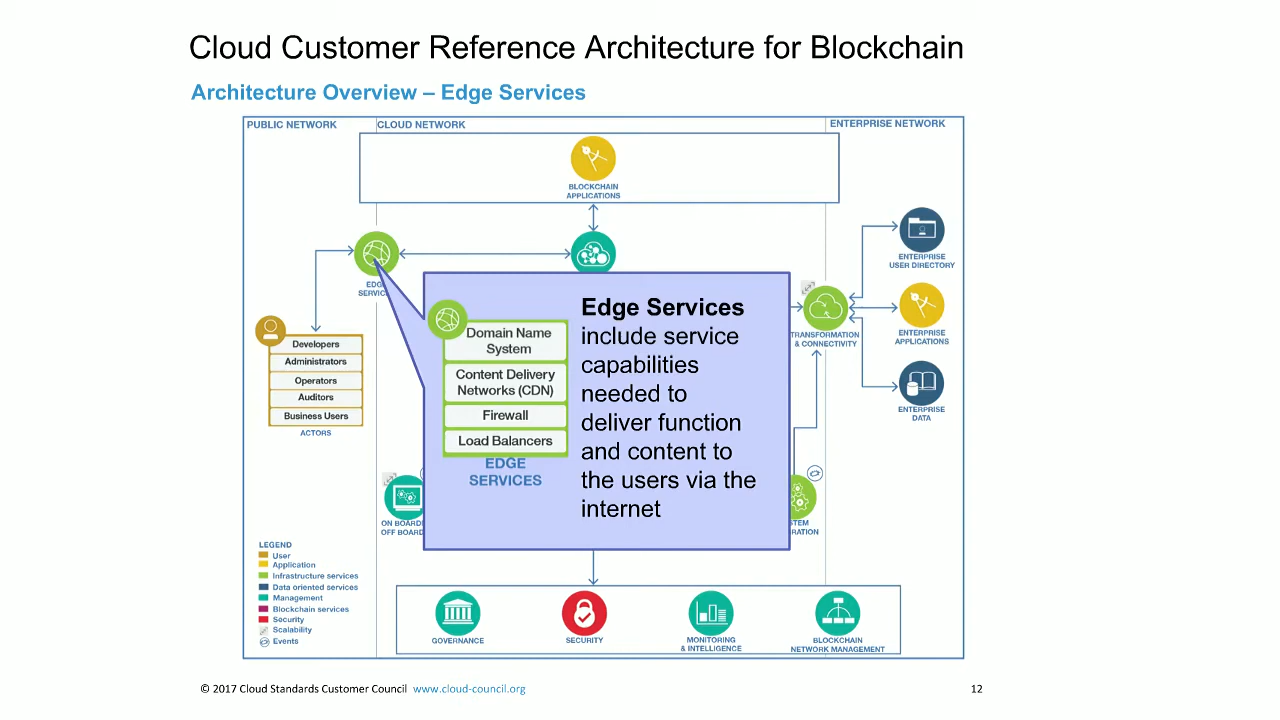 Cloud Customer Reference Architecture for Blockchain
Architecture Overview – Edge Services
PUBLIC NETWORK
CLOUD NETWORK
ENTERPRISE NETWORK
BLOCKCHAIN
APPLICATIONS
ENTERPRISE
USER DIRECTORY
EDGE
SERVIC
TRANSFORMATION
& CONNECTIVITY
ENTERPRISE
APPLICATIONS
ENTERPRISE
DATA
Developers
Administrators
Operators
Auditors
Business Users
ACTORS
Domain Name
System
Content Delivery
Networks (CDN)
Firewall
Load Balancers
EDGE
SERVICES
Edge Services
include service
capabilities
needed to
deliver function
and content to
the users via the
internet
ON BOARD
OFF BOARD
STEM
RATION
LEGEND
User
Application
Infrastructure services
Data oriented services
Management
Blockchain services
Security
Scalability
Events
GOVERNANCE
SECURITY
MONITORING
& INTELLIGENCE
BLOCKCHAIN
NETWORK MANAGEMENT
© 2017 Cloud Standards Customer Council www.cloud-council.org
12